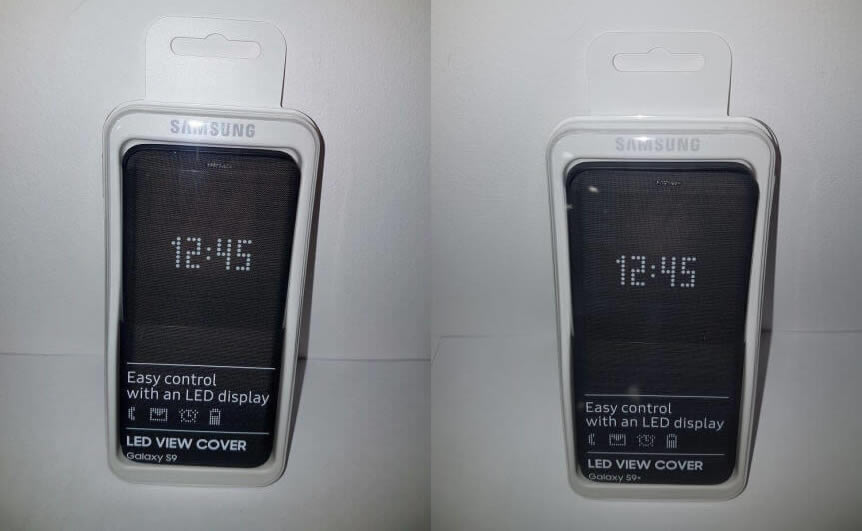 SAMSUNG
12:45
Easy control
with an LED display
LED VIEW COVER
Galaxy S9
SAMSUNG
12:45
Easy control
with an LED display
LED VIEW COVER
Galaxy S9+